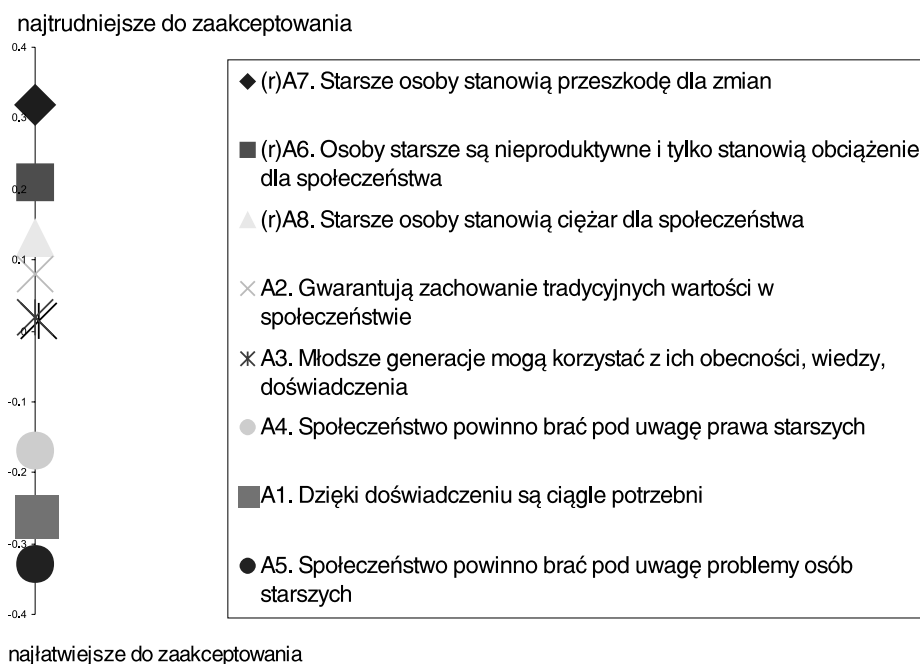 najtrudniejsze do zaakceptowania
0.4
0.3
0.2
0.1
0
-0.1
-0.2
-0.3
-0.4
(r)A7. Starsze osoby stanowią przeszkodę dla zmian
(r)A6. Osoby starsze są nieproduktywne i tylko stanowią obciążenie
dla społeczeństwa
(r)A8. Starsze osoby stanowią ciężar dla społeczeństwa
A2. Gwarantują zachowanie tradycyjnych wartości w
społeczeństwie
A3. Młodsze generacje mogą korzystać z ich obecności, wiedzy,
doświadczenia
A4. Społeczeństwo powinno brać pod uwagę prawa starszych
A1. Dzięki doświadczeniu są ciągle potrzebni
A5. Społeczeństwo powinno brać pod uwagę problemy osób
starszych
najłatwiejsze do zaakceptowania